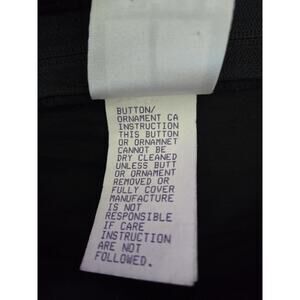 BUTTON/
ORNAMENT CA
INSTRUCTION
THIS BUTTON
OR ORNAMNET
CANNOT BE
DRY CLEANED
UNLESS BUTT
OR ORNAMENT
REMOVED OR
FULLY COVER
MANUFACTURE
IS NOT
RESPONSIBLE
IF CARE
INSTRUCTION
ARE NOT
FOLLOWED.